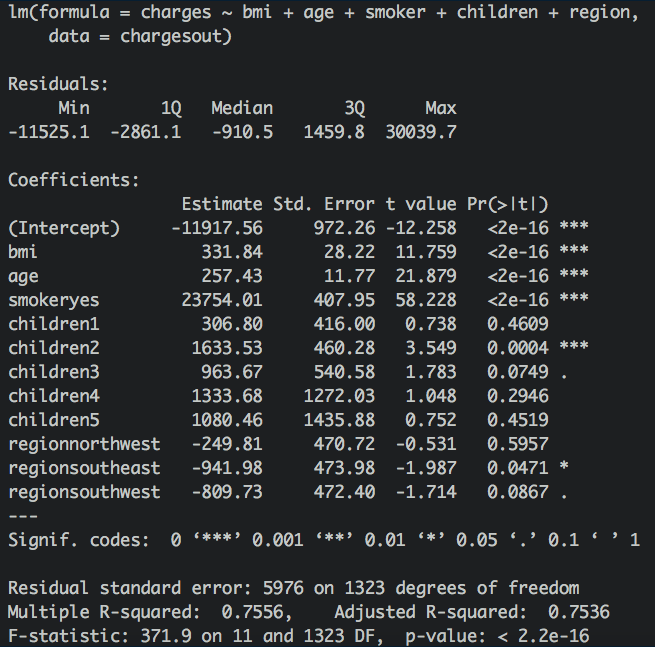 lm(formula = charges ~ bmi + age + smoker + children + region,
    data = chargesout)

Residuals:
     Min       1Q   Median       3Q      Max
-11525.1  -2861.1   -910.5   1459.8  30039.7

Coefficients:
                 Estimate Std. Error t value Pr(>|t|)
(Intercept)     -11917.56     972.26 -12.258   <2e-16 ***
bmi                331.84      28.22  11.759   <2e-16 ***
age                257.43      11.77  21.879   <2e-16 ***
smokeryes        23754.01     407.95  58.228   <2e-16 ***
children1          306.80     416.00   0.738   0.4609
children2         1633.53     460.28   3.549   0.0004 ***
children3          963.67     540.58   1.783   0.0749 .
children4         1333.68    1272.03   1.048   0.2946
children5         1080.46    1435.88   0.752   0.4519
regionnorthwest   -249.81     470.72  -0.531   0.5957
regionsoutheast   -941.98     473.98  -1.987   0.0471 *
regionsouthwest   -809.73     472.40  -1.714   0.0867 .
---
Signif. codes:  0 ‘***’ 0.001 ‘**’ 0.01 ‘*’ 0.05 ‘.’ 0.1 ‘ ’ 1

Residual standard error: 5976 on 1323 degrees of freedom
Multiple R-squared:  0.7556,    Adjusted R-squared:  0.7536
F-statistic: 371.9 on 11 and 1323 DF,  p-value: < 2.2e-16